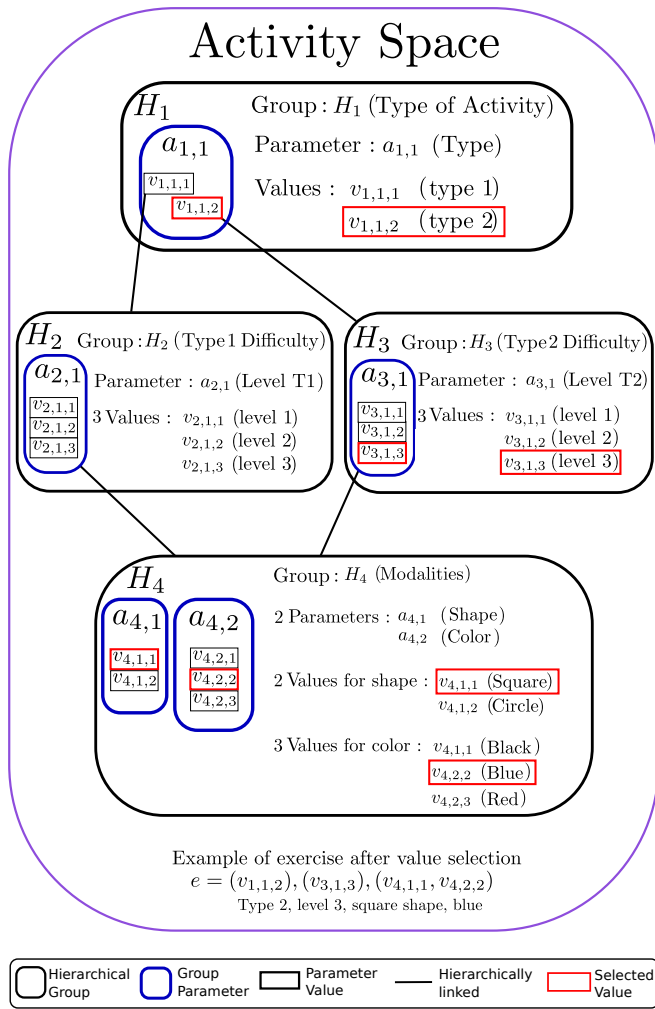 Activity Space
H₁
Group : H₁ (Type of Activity)
a₁,₁
Parameter : a₁,₁ (Type)
v₁,₁,₁
v₁,₁,₂
Values : v₁,₁,₁ (type 1)
v₁,₁,₂ (type 2)
H₂
Group : H₂ (Type 1 Difficulty)
a₂,₁
Parameter : a₂,₁ (Level T1)
v₂,₁,₁
v₂,₁,₂
v₂,₁,₃
3 Values : v₂,₁,₁ (level 1)
v₂,₁,₂ (level 2)
v₂,₁,₃ (level 3)
H₃
Group : H₃ (Type2 Difficulty)
a₃,₁
Parameter : a₃,₁ (Level T2)
v₃,₁,₁
v₃,₁,₂
v₃,₁,₃
3 Values : v₃,₁,₁ (level 1)
v₃,₁,₂ (level 2)
v₃,₁,₃ (level 3)
H₄
Group : H₄ (Modalities)
a₄,₁
v₄,₁,₁
v₄,₁,₂
a₄,₂
v₄,₂,₁
v₄,₂,₂
v₄,₂,₃
2 Parameters : a₄,₁ (Shape)
a₄,₂ (Color)
2 Values for shape : v₄,₁,₁ (Square)
v₄,₁,₂ (Circle)
3 Values for color : v₄,₁,₁ (Black)
v₄,₂,₂ (Blue)
v₄,₂,₃ (Red)
Example of exercise after value selection
e = (v₁,₁,₂), (v₃,₁,₃), (v₄,₁,₁, v₄,₂,₂)
Type 2, level 3, square shape, blue
Hierarchical
Group
Group
Parameter
Parameter
Value
Hierarchically
linked
Selected
Value